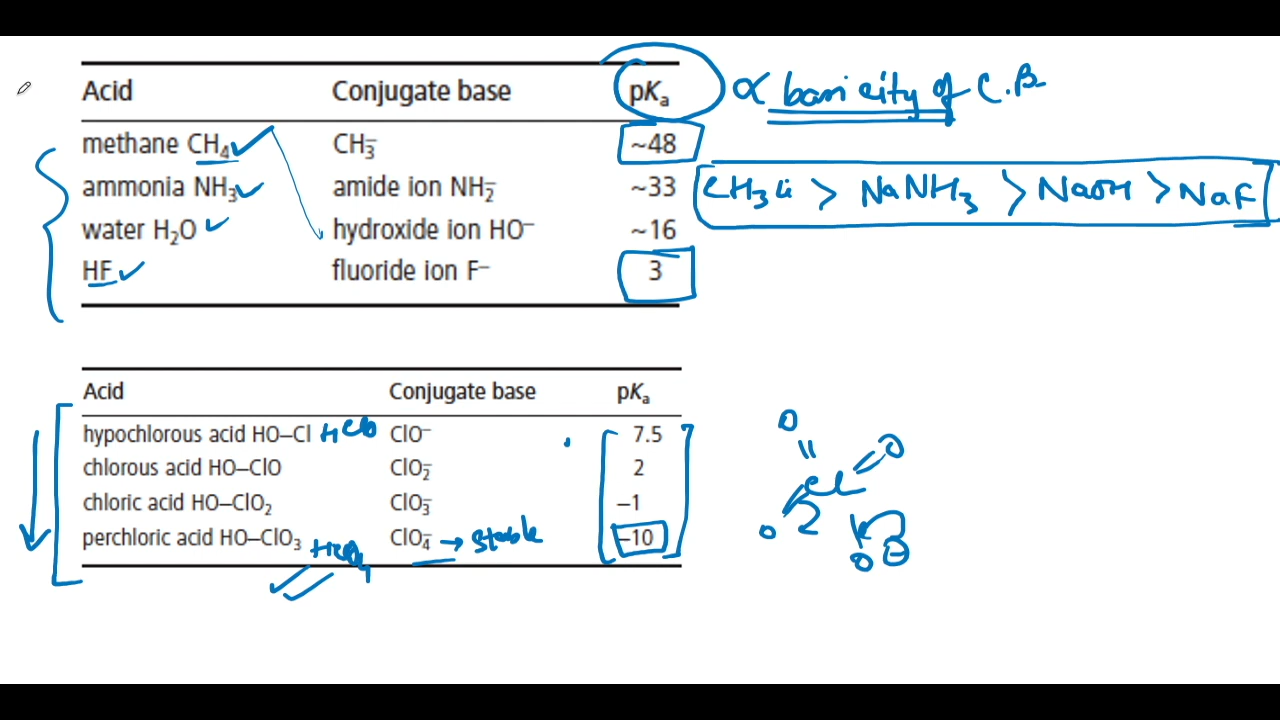 Acid Conjugate base pKₐ ∝ basicity of C.B
methane CH₄ CH₃⁻ ~48
ammonia NH₃ amide ion NH₂⁻ ~33 CH₃Li > NaNH₃ > NaOH > NaF
water H₂O hydroxide ion HO⁻ ~16
HF fluoride ion F⁻ 3
Acid Conjugate base pKₐ
hypochlorous acid HO–Cl HClO ClO⁻ 7.5
chlorous acid HO–ClO ClO₂⁻ 2
chloric acid HO–ClO₂ ClO₃⁻ –1
perchloric acid HO–ClO₃ HClO₄ ClO₄⁻ → stable –10
O
Cl O
O O ⊖